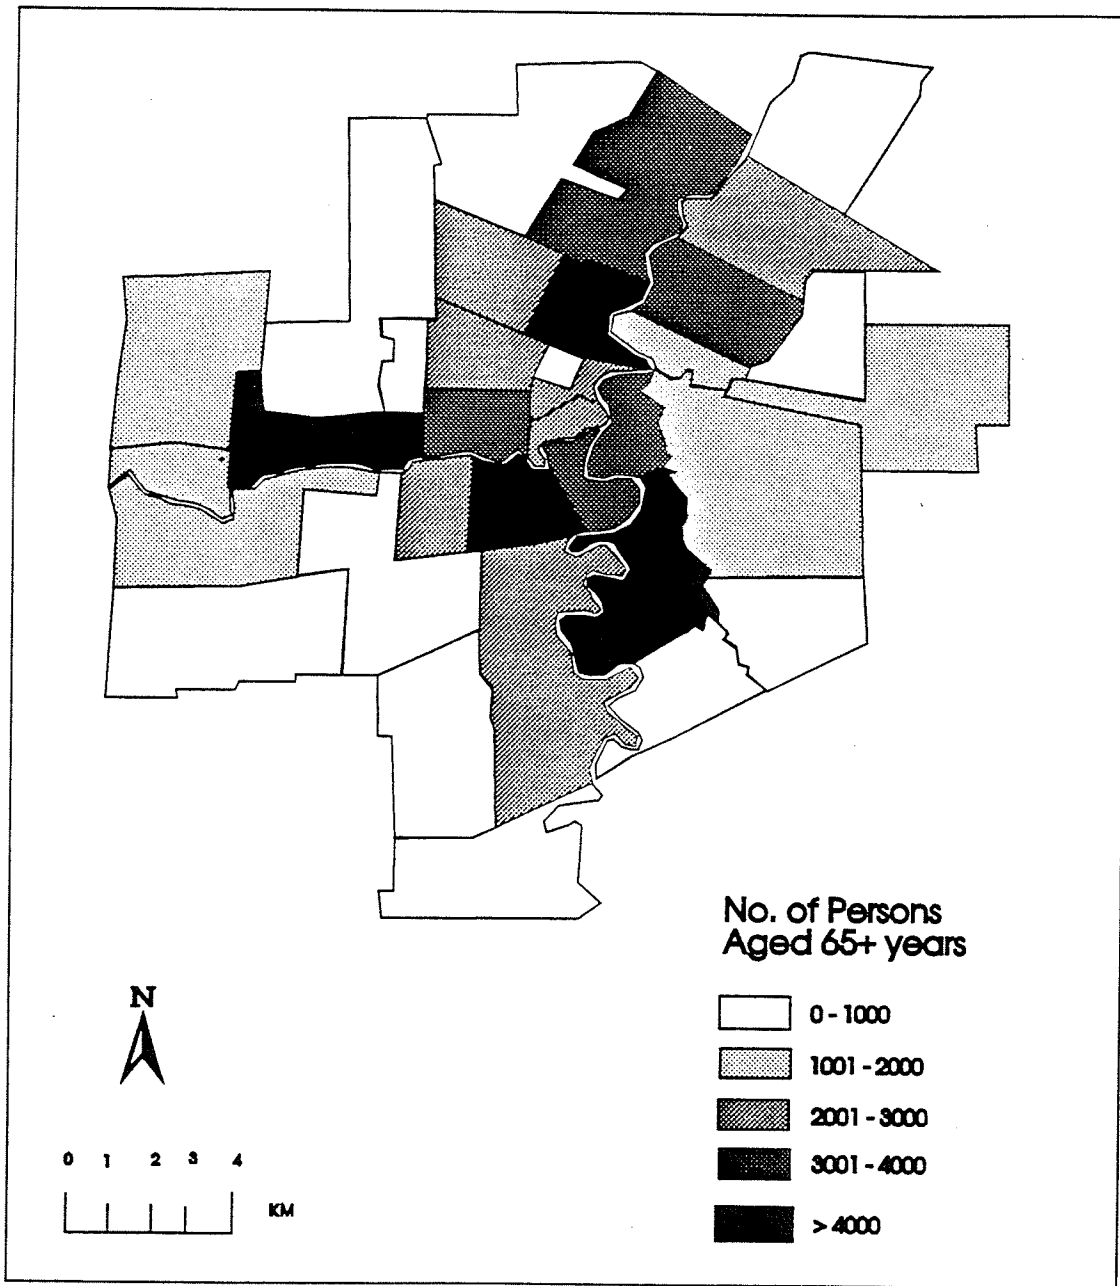 No. of Persons
Aged 65+ years
0 - 1000
1001 - 2000
2001 - 3000
3001 - 4000
> 4000
N
0 1 2 3 4
KM